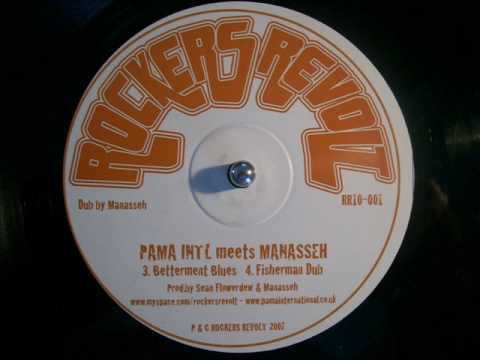 ROCKERS REVOLT
Dub by Manasseh
RR10-001
PAMA INT'L meets MANASSEH
3. Betterment Blues 4. Fisherman Dub
Prod.by Sean Flowerdew & Manasseh
www.myspace.com/rockersrevolt - www.pamainternational.co.uk
P & C ROCKERS REVOLT 2007